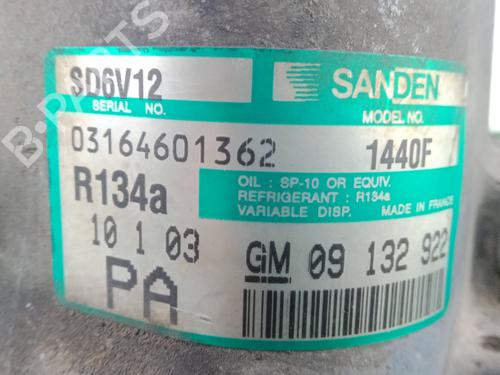 SD6V12
SANDEN
SERIAL NO.
MODEL NO.
03164601362
1440F
R134a
OIL : SP-10 OR EQUIV.
REFRIGERANT : R134a
VARIABLE DISP. MADE IN FRANCE
10 1 03
GM 09 132 922
PA
B-PARTS